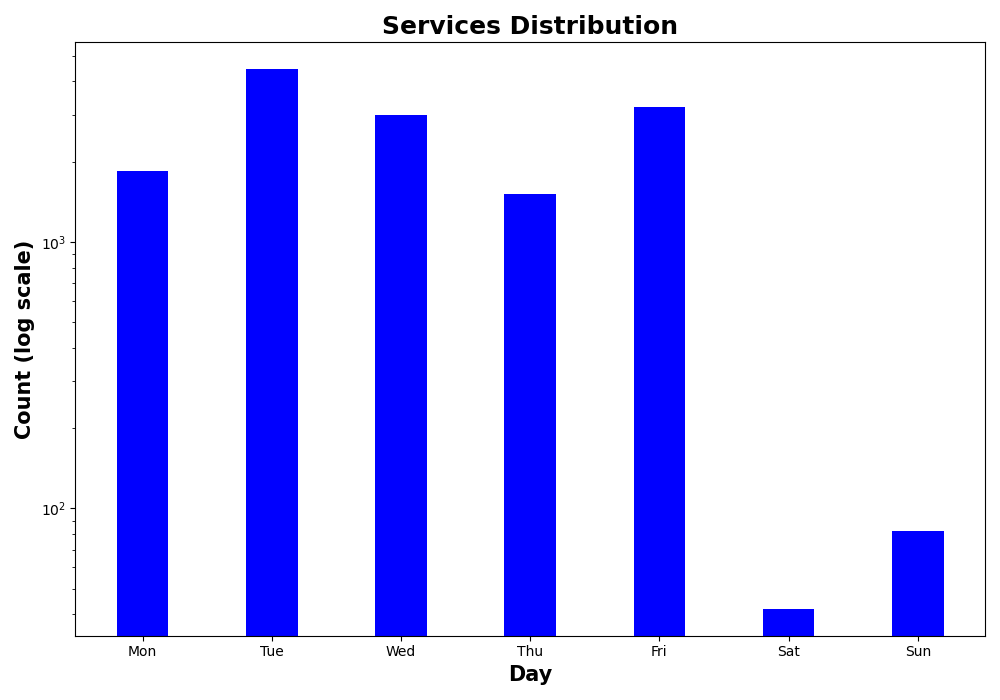 Services Distribution
Count (log scale)
10³
10²
Mon Tue Wed Thu Fri Sat Sun
Day